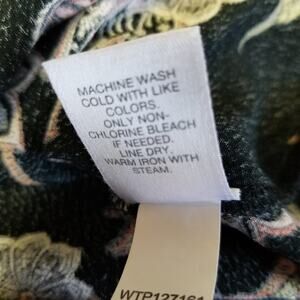 MACHINE WASH
COLD WITH LIKE
COLORS.
ONLY NON-
CHLORINE BLEACH
IF NEEDED.
LINE DRY.
WARM IRON WITH
STEAM.